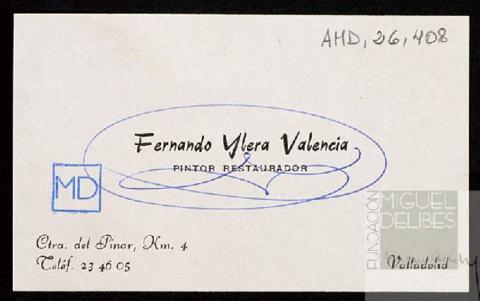 AMD, 26, 408
Fernando Ylera Valencia
PINTOR RESTAURADOR
MD
Ctra. del Pinar, Km. 4
Teléf. 23 46 05
Valladolid
FUNDACIÓN
MIGUEL
DELIBES